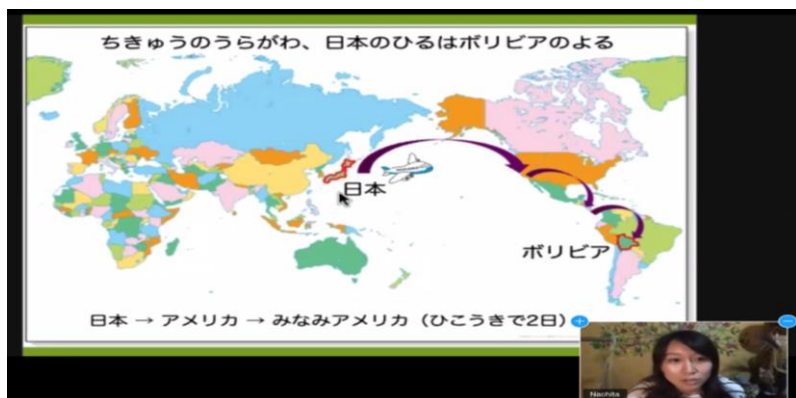 ちきゅうのうらがわ、日本のひるはボリビアのよる
日本
ボリビア
日本 → アメリカ → みなみアメリカ（ひこうきで2日）
Nachita